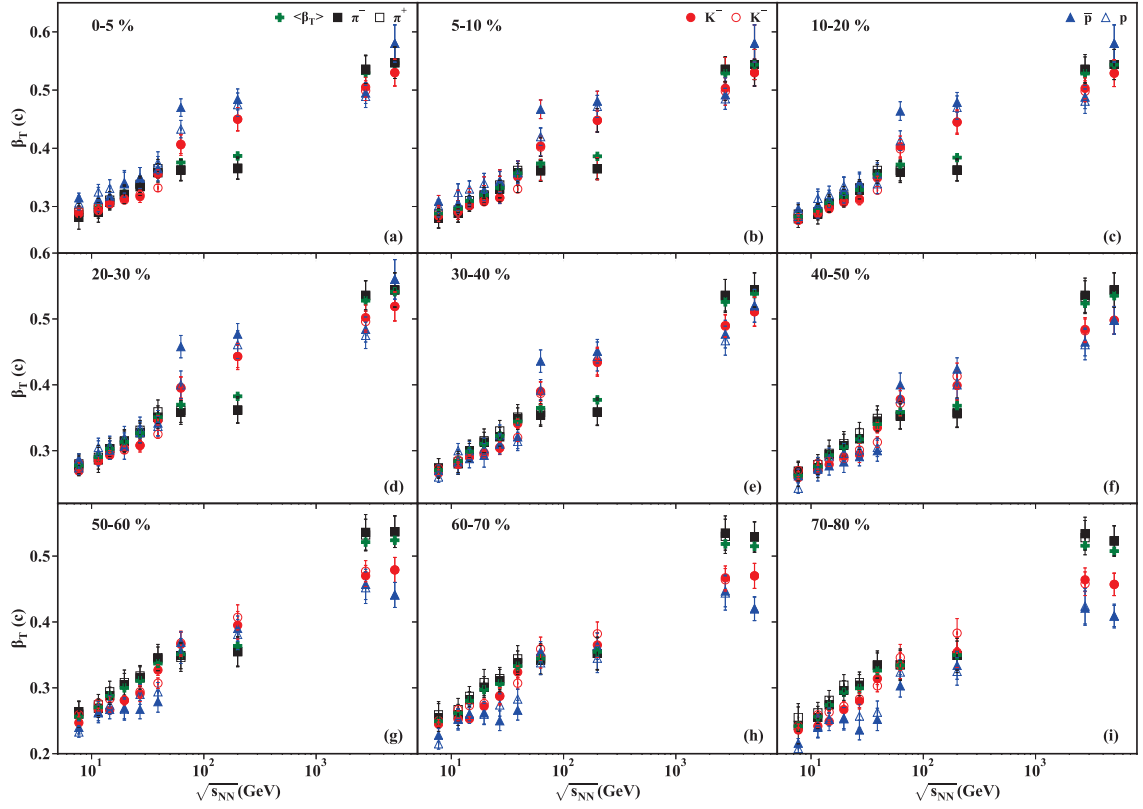 0-5 %
<β_T> π⁻ π⁺
5-10 %
K⁻ K⁻
10-20 %
p̄ p
0.6
0.5
0.4
0.3
β_T (c)
(a)
(b)
(c)
20-30 %
30-40 %
40-50 %
0.6
0.5
0.4
0.3
β_T (c)
(d)
(e)
(f)
50-60 %
60-70 %
70-80 %
0.5
0.4
0.3
0.2
β_T (c)
(g)
(h)
(i)
10¹ 10² 10³
10¹ 10² 10³
10¹ 10² 10³
√s_NN (GeV)
√s_NN (GeV)
√s_NN (GeV)